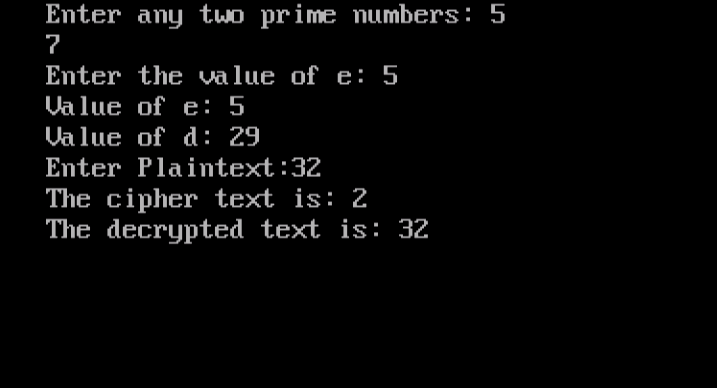 Enter any two prime numbers: 5
7
Enter the value of e: 5
Value of e: 5
Value of d: 29
Enter Plaintext:32
The cipher text is: 2
The decrypted text is: 32